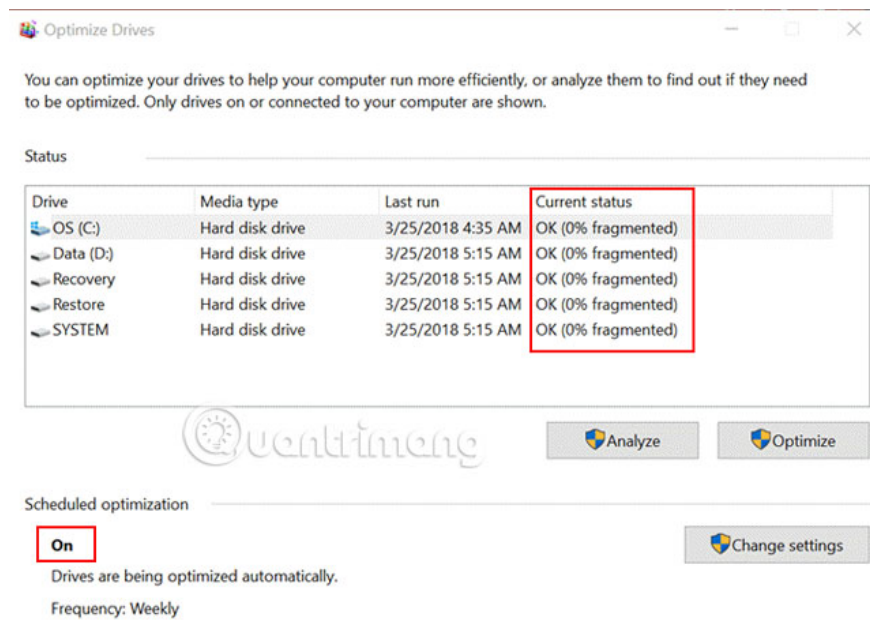 Optimize Drives
You can optimize your drives to help your computer run more efficiently, or analyze them to find out if they need
to be optimized. Only drives on or connected to your computer are shown.
Status
Drive Media type Last run Current status
OS (C:) Hard disk drive 3/25/2018 4:35 AM OK (0% fragmented)
Data (D:) Hard disk drive 3/25/2018 5:15 AM OK (0% fragmented)
Recovery Hard disk drive 3/25/2018 5:15 AM OK (0% fragmented)
Restore Hard disk drive 3/25/2018 5:15 AM OK (0% fragmented)
SYSTEM Hard disk drive 3/25/2018 5:15 AM OK (0% fragmented)
Quantrimang
Analyze Optimize
Scheduled optimization
On
Change settings
Drives are being optimized automatically.
Frequency: Weekly